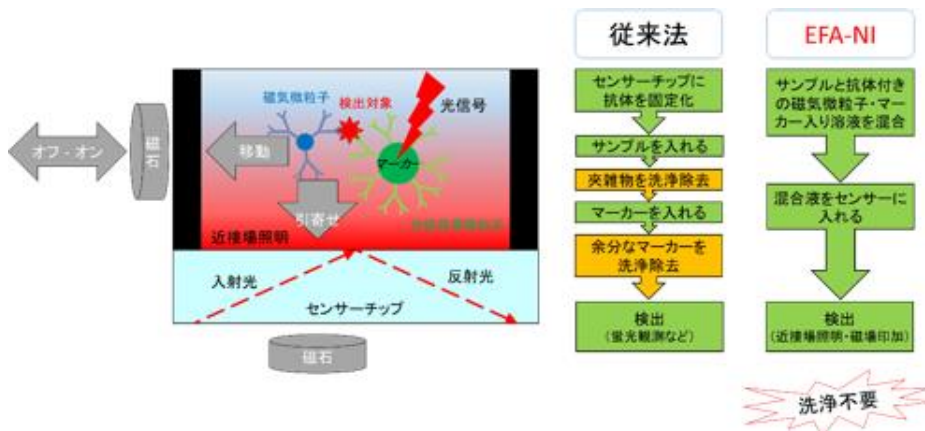 磁気微粒子
検出対象
光信号
マーカー
移動
引寄せ
オフ - オン
磁石
近接場照明
入射光
反射光
センサーチップ
磁石
従来法
センサーチップに
抗体を固定化
サンプルを入れる
夾雑物を洗浄除去
マーカーを入れる
余分なマーカーを
洗浄除去
検出
(蛍光観測など)
EFA-NI
サンプルと抗体付き
の磁気微粒子・マー
カー入り溶液を混合
混合液をセンサーに
入れる
検出
(近接場照明・磁場印加)
洗浄不要